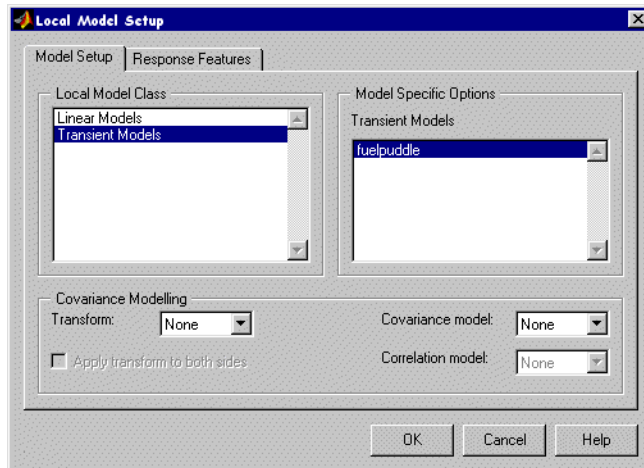 Local Model Setup
Model Setup
Response Features
Local Model Class
Linear Models
Transient Models
Model Specific Options
Transient Models
fuelpuddle
Covariance Modelling
Transform:
None
Covariance model:
None
Apply transform to both sides
Correlation model:
None
OK
Cancel
Help